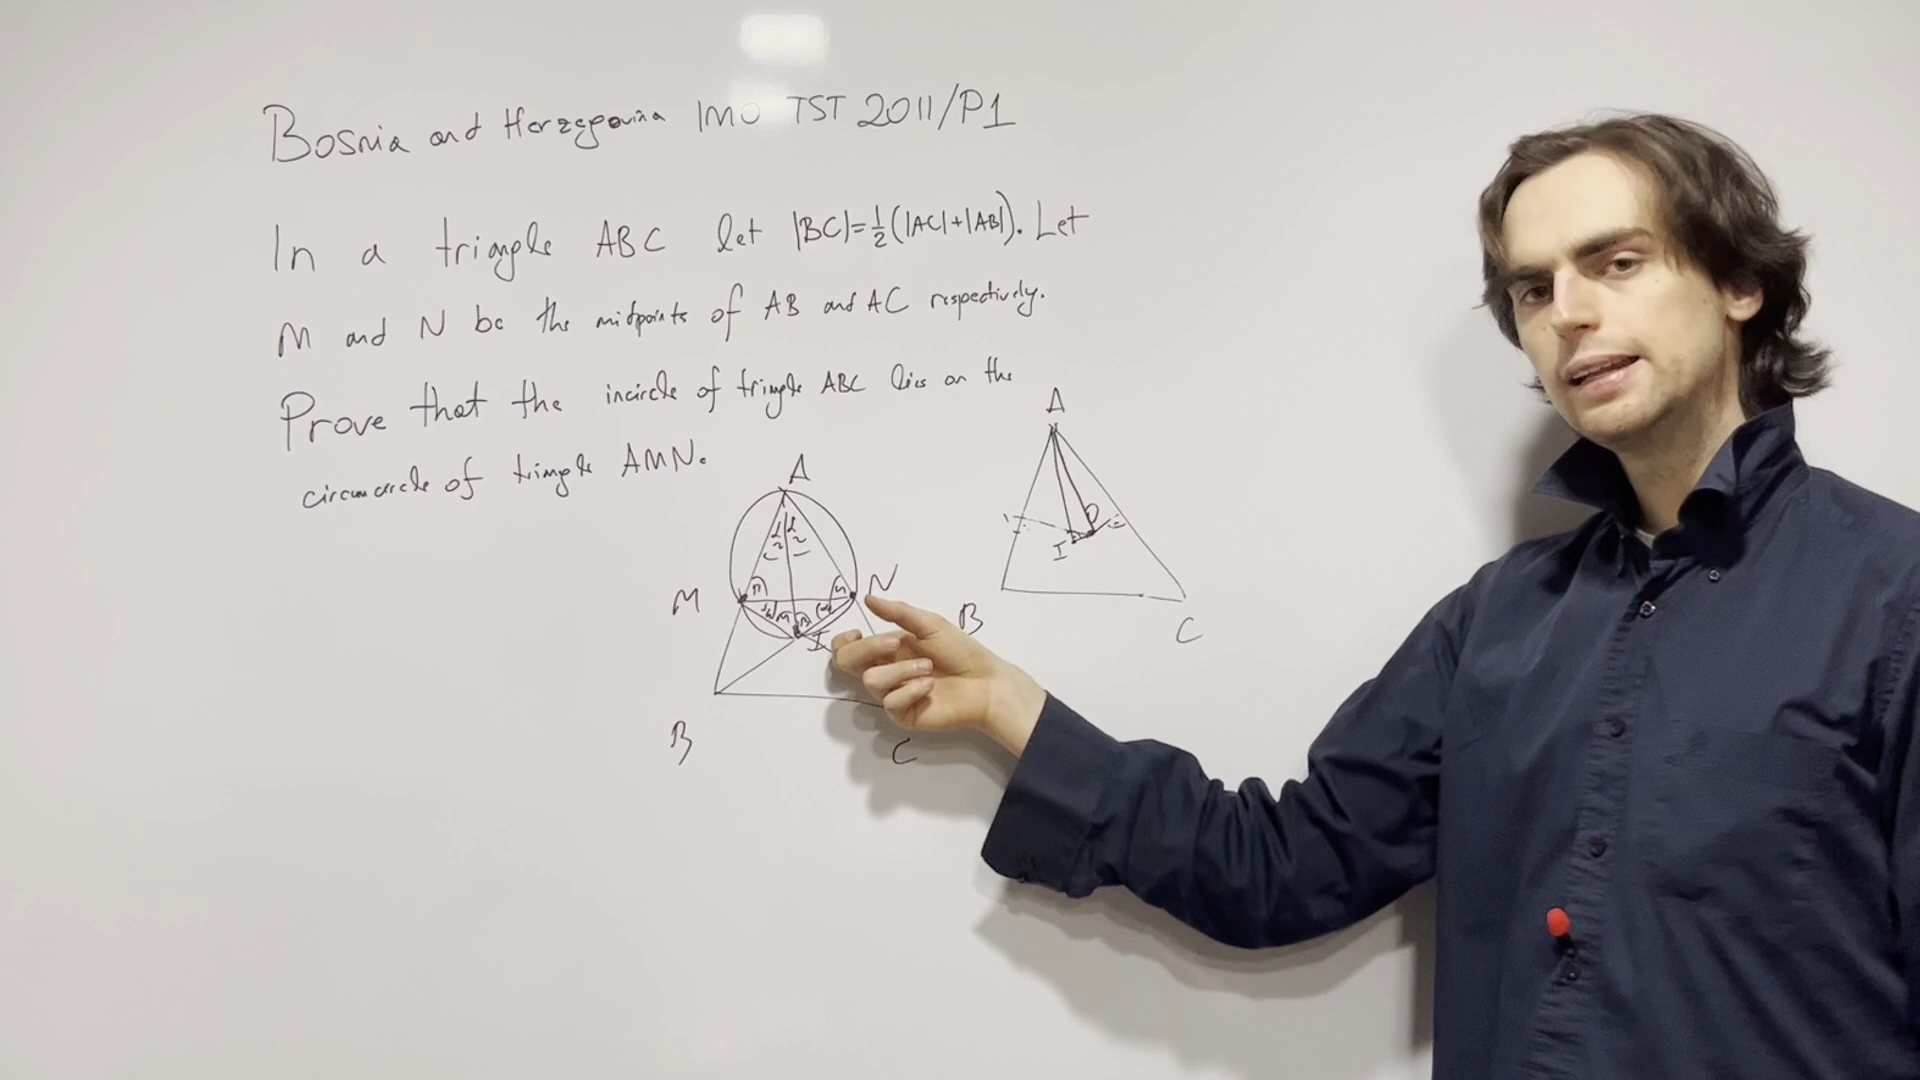 Bosnia and Herzegovina IMO TST 2011/P1
In a triangle ABC let |BC|=½(|AC|+|AB|). Let
M and N be the midpoints of AB and AC respectively.
Prove that the incircle of triangle ABC lies on the
circumcircle of triangle AMN.
A
M
N
I
B
C
A
D
I
B
C